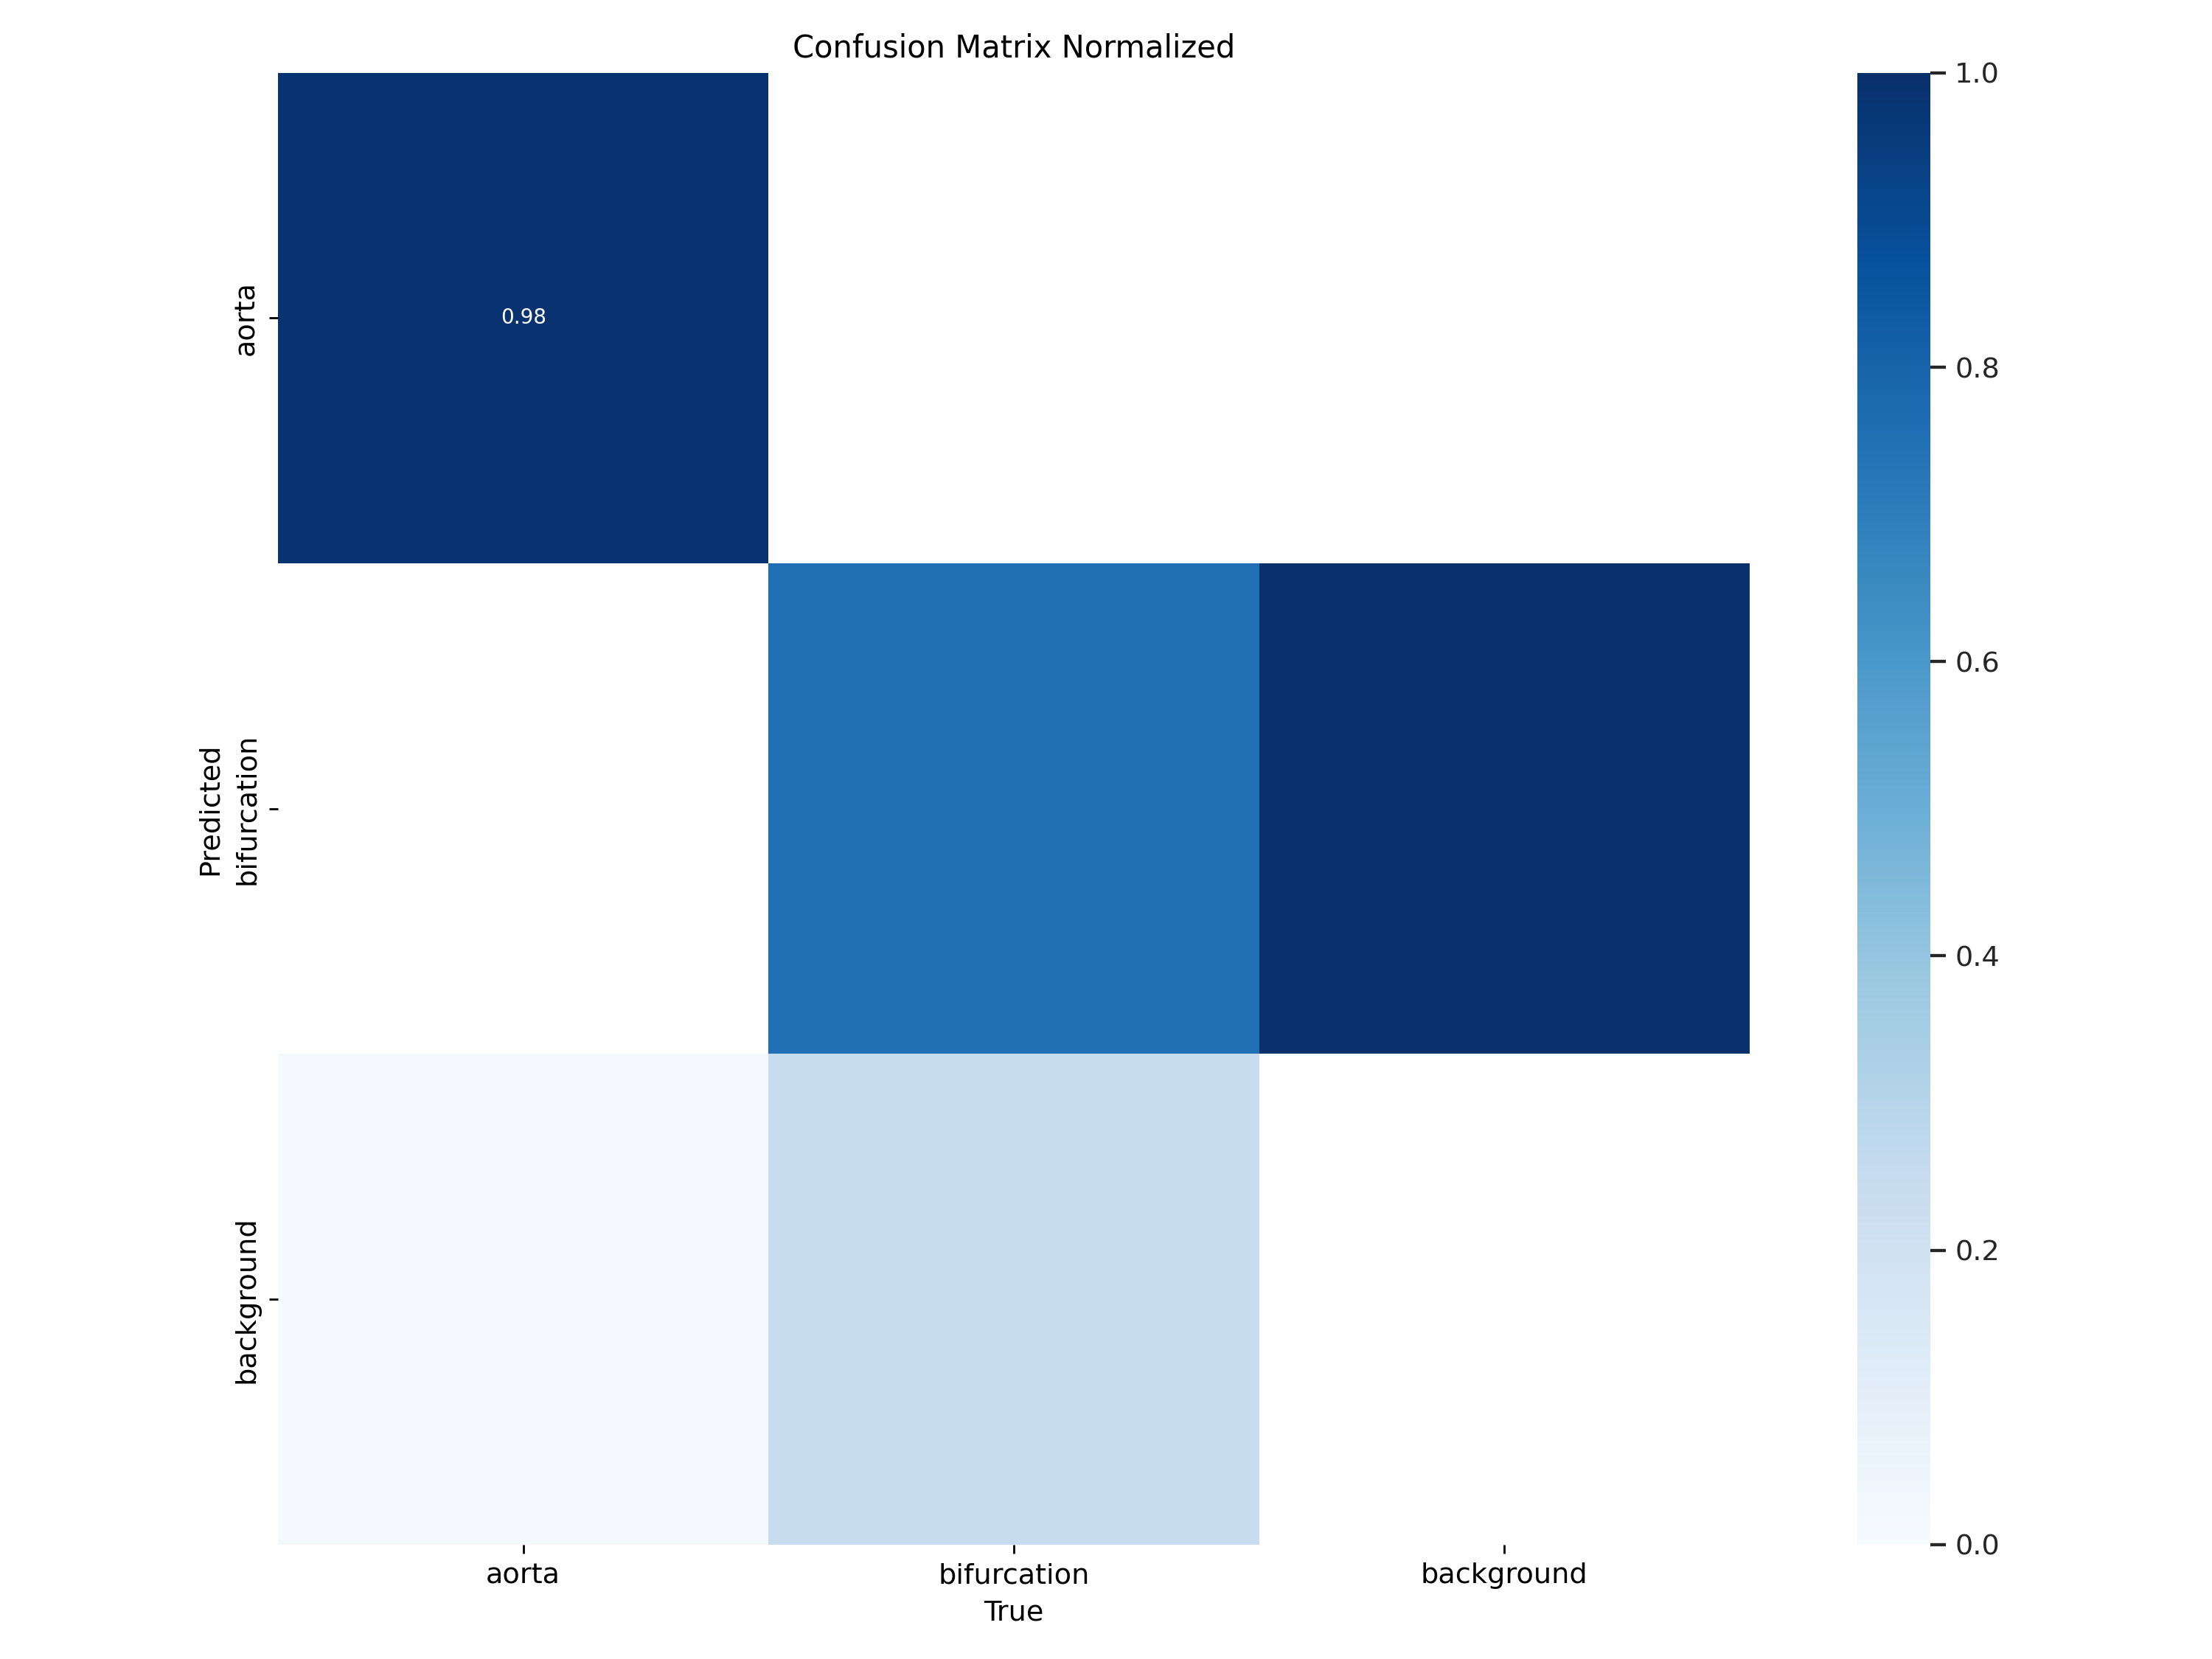 Confusion Matrix Normalized
aorta
0.98
Predicted
bifurcation
background
aorta
bifurcation
background
True
1.0
0.8
0.6
0.4
0.2
0.0